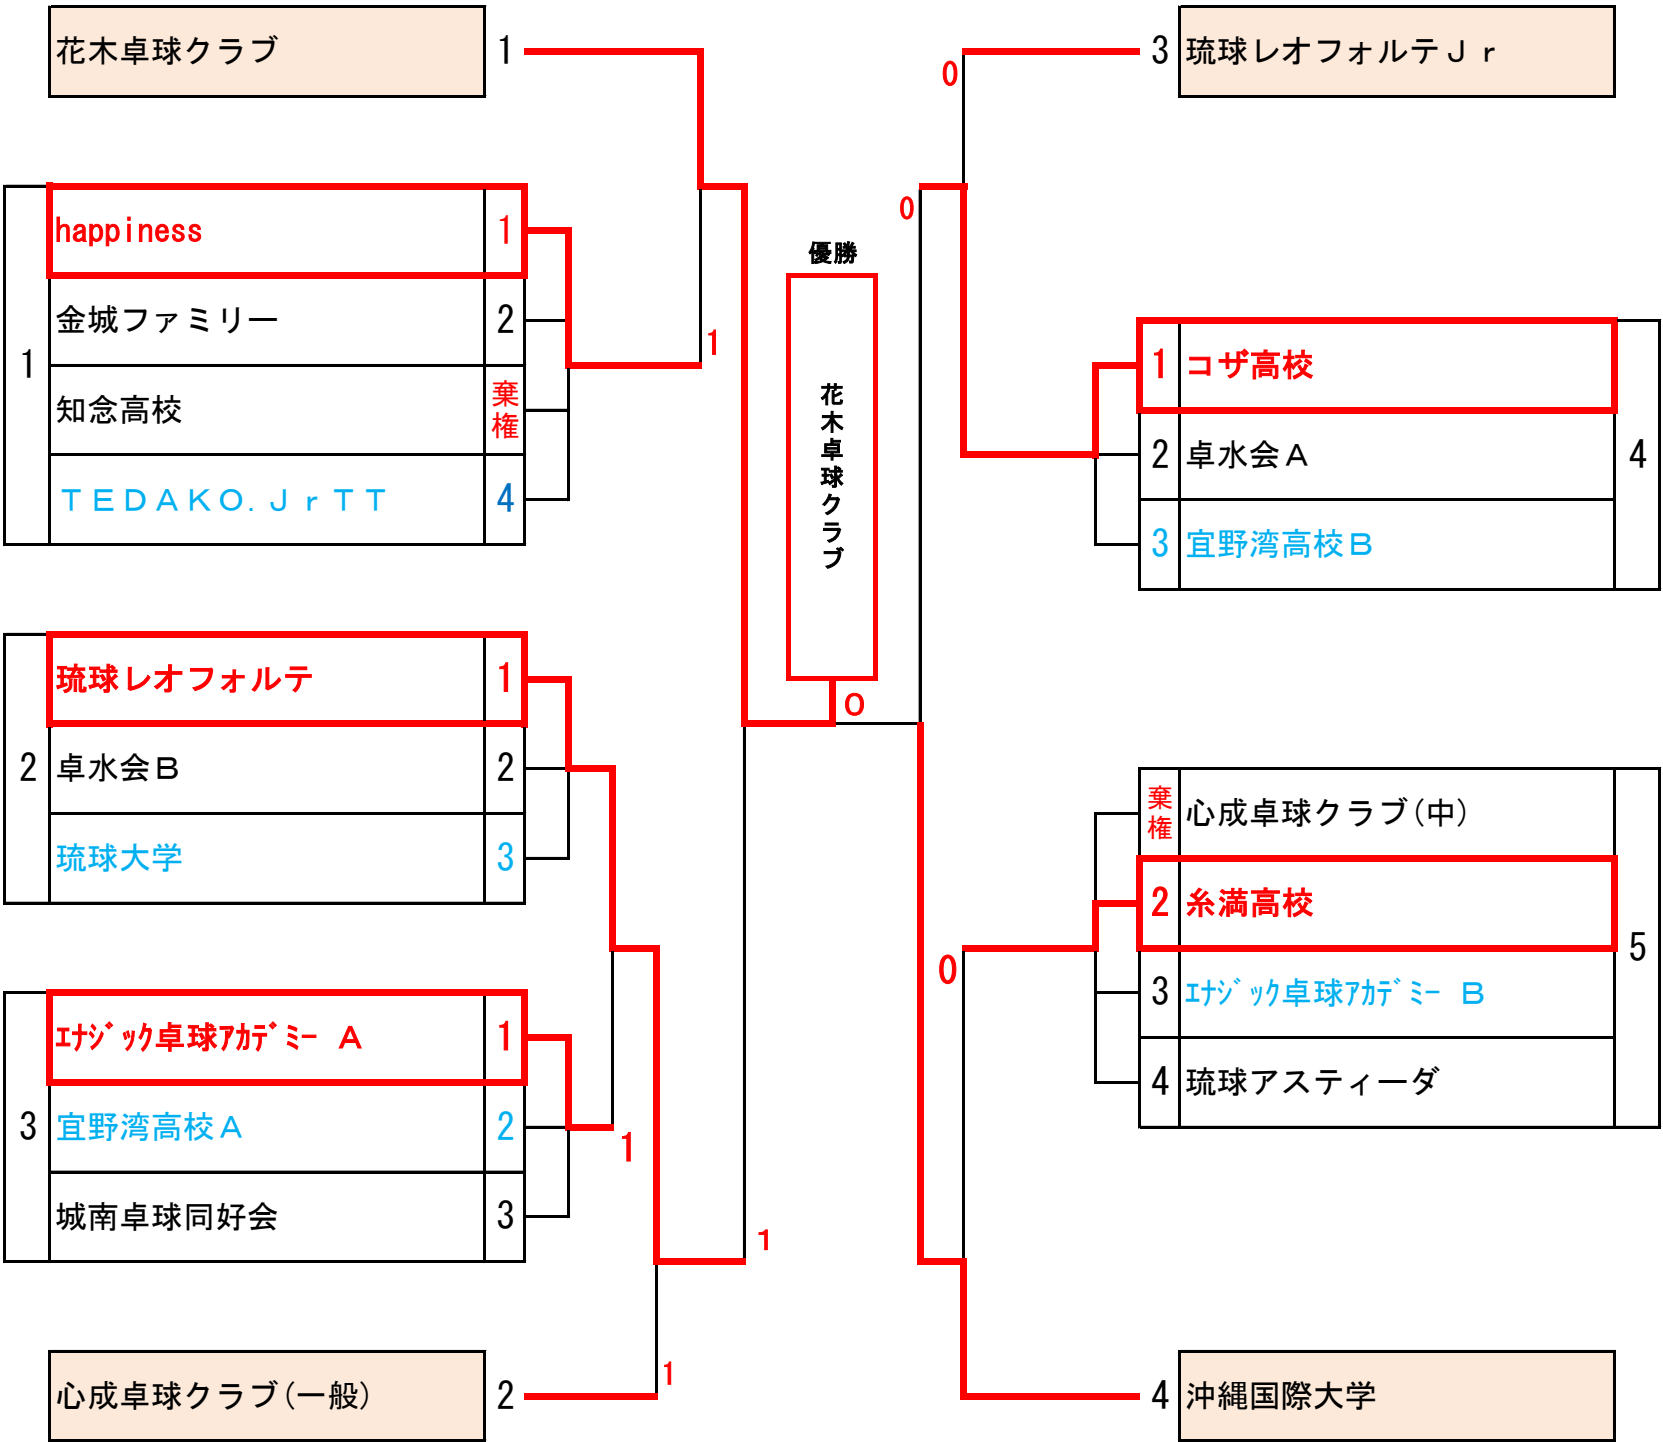 花木卓球クラブ 1
3 琉球レオフォルテＪｒ
0
0
1
happiness 1
金城ファミリー 2
知念高校 棄権
ＴＥＤＡＫＯ．ＪｒＴＴ 4
1
優勝
花木卓球クラブ
0
1 コザ高校
2 卓水会Ａ
3 宜野湾高校Ｂ
4
2
琉球レオフォルテ 1
卓水会Ｂ 2
琉球大学 3
棄権 心成卓球クラブ(中)
2 糸満高校
3 ｴﾅｼﾞｯｸ卓球ｱｶﾃﾞﾐｰ Ｂ
4 琉球アスティーダ
5
0
3
ｴﾅｼﾞｯｸ卓球ｱｶﾃﾞﾐｰ Ａ 1
宜野湾高校Ａ 2
城南卓球同好会 3
1
1
1
心成卓球クラブ(一般) 2
4 沖縄国際大学